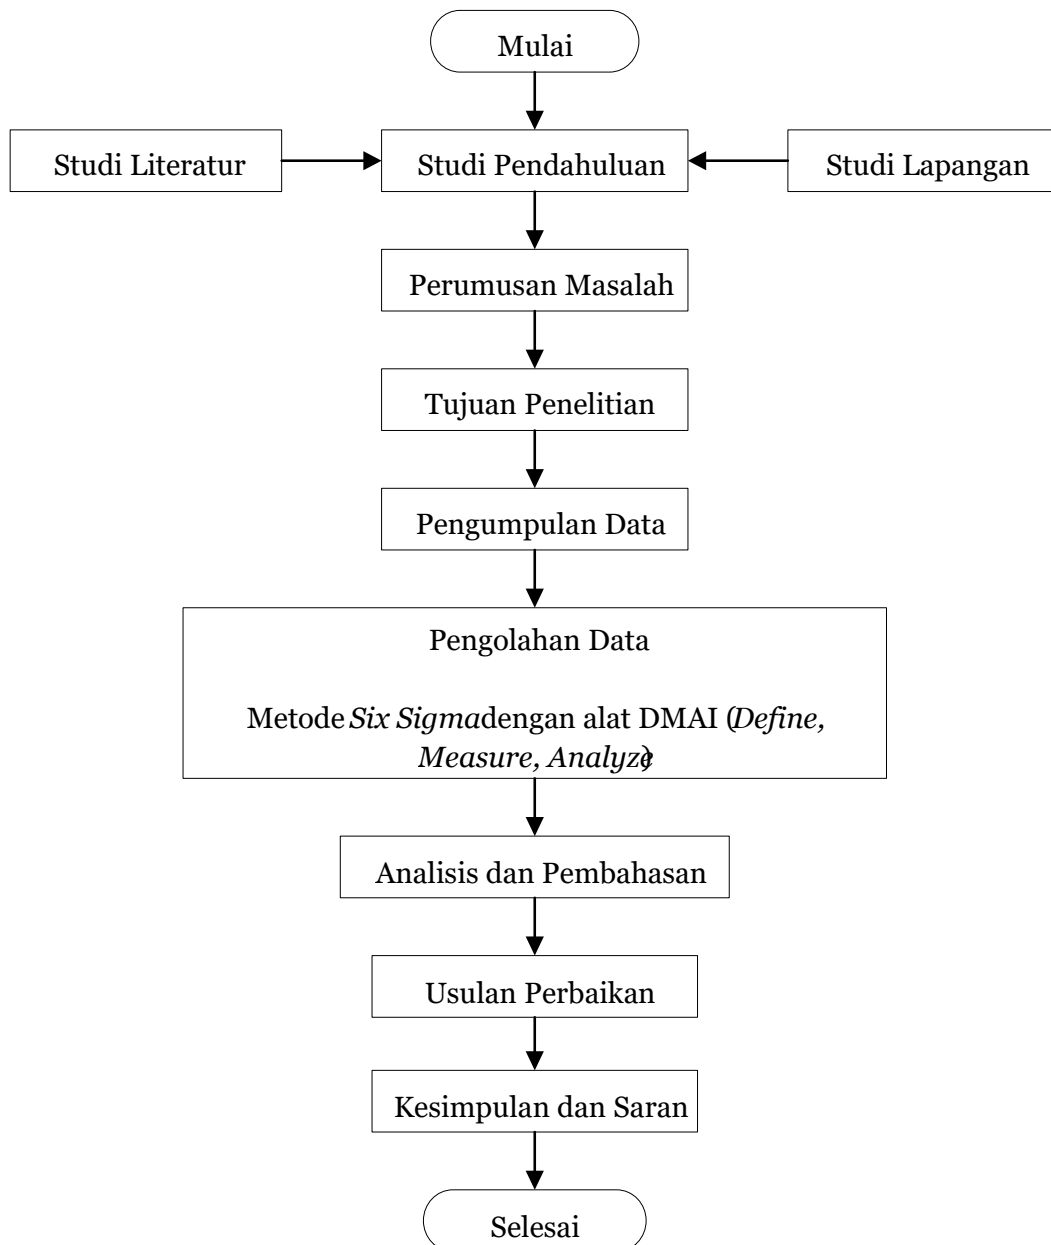 Mulai
Studi Literatur
Studi Pendahuluan
Studi Lapangan
Perumusan Masalah
Tujuan Penelitian
Pengumpulan Data
Pengolahan Data
Metode Six Sigma dengan alat DMAI (Define,
Measure, Analyze)
Analisis dan Pembahasan
Usulan Perbaikan
Kesimpulan dan Saran
Selesai